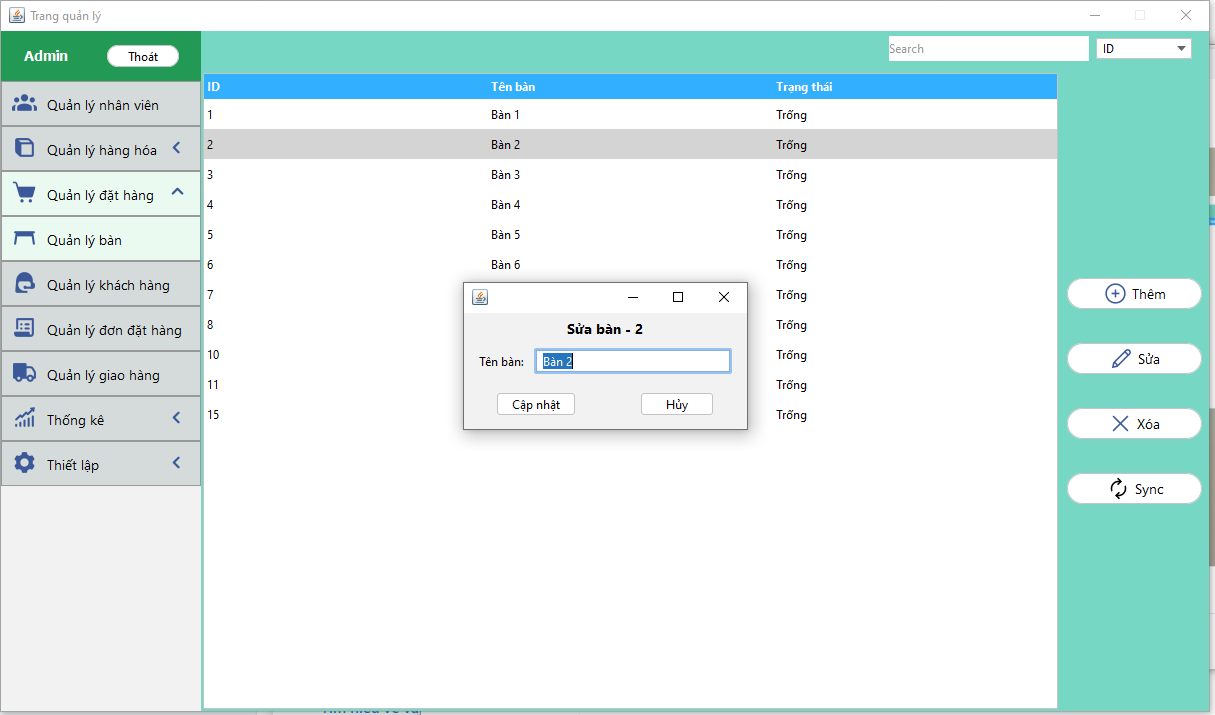 Trang quản lý
Admin
Thoát
Search
ID
Quản lý nhân viên
Quản lý hàng hóa
Quản lý đặt hàng
Quản lý bàn
Quản lý khách hàng
Quản lý đơn đặt hàng
Quản lý giao hàng
Thống kê
Thiết lập
ID Tên bàn Trạng thái
1 Bàn 1 Trống
2 Bàn 2 Trống
3 Bàn 3 Trống
4 Bàn 4 Trống
5 Bàn 5 Trống
6 Bàn 6 Trống
7 Trống
8 Trống
10 Trống
11 Trống
15 Trống
Sửa bàn - 2
Tên bàn: Bàn 2
Cập nhật
Hủy
Thêm
Sửa
Xóa
Sync